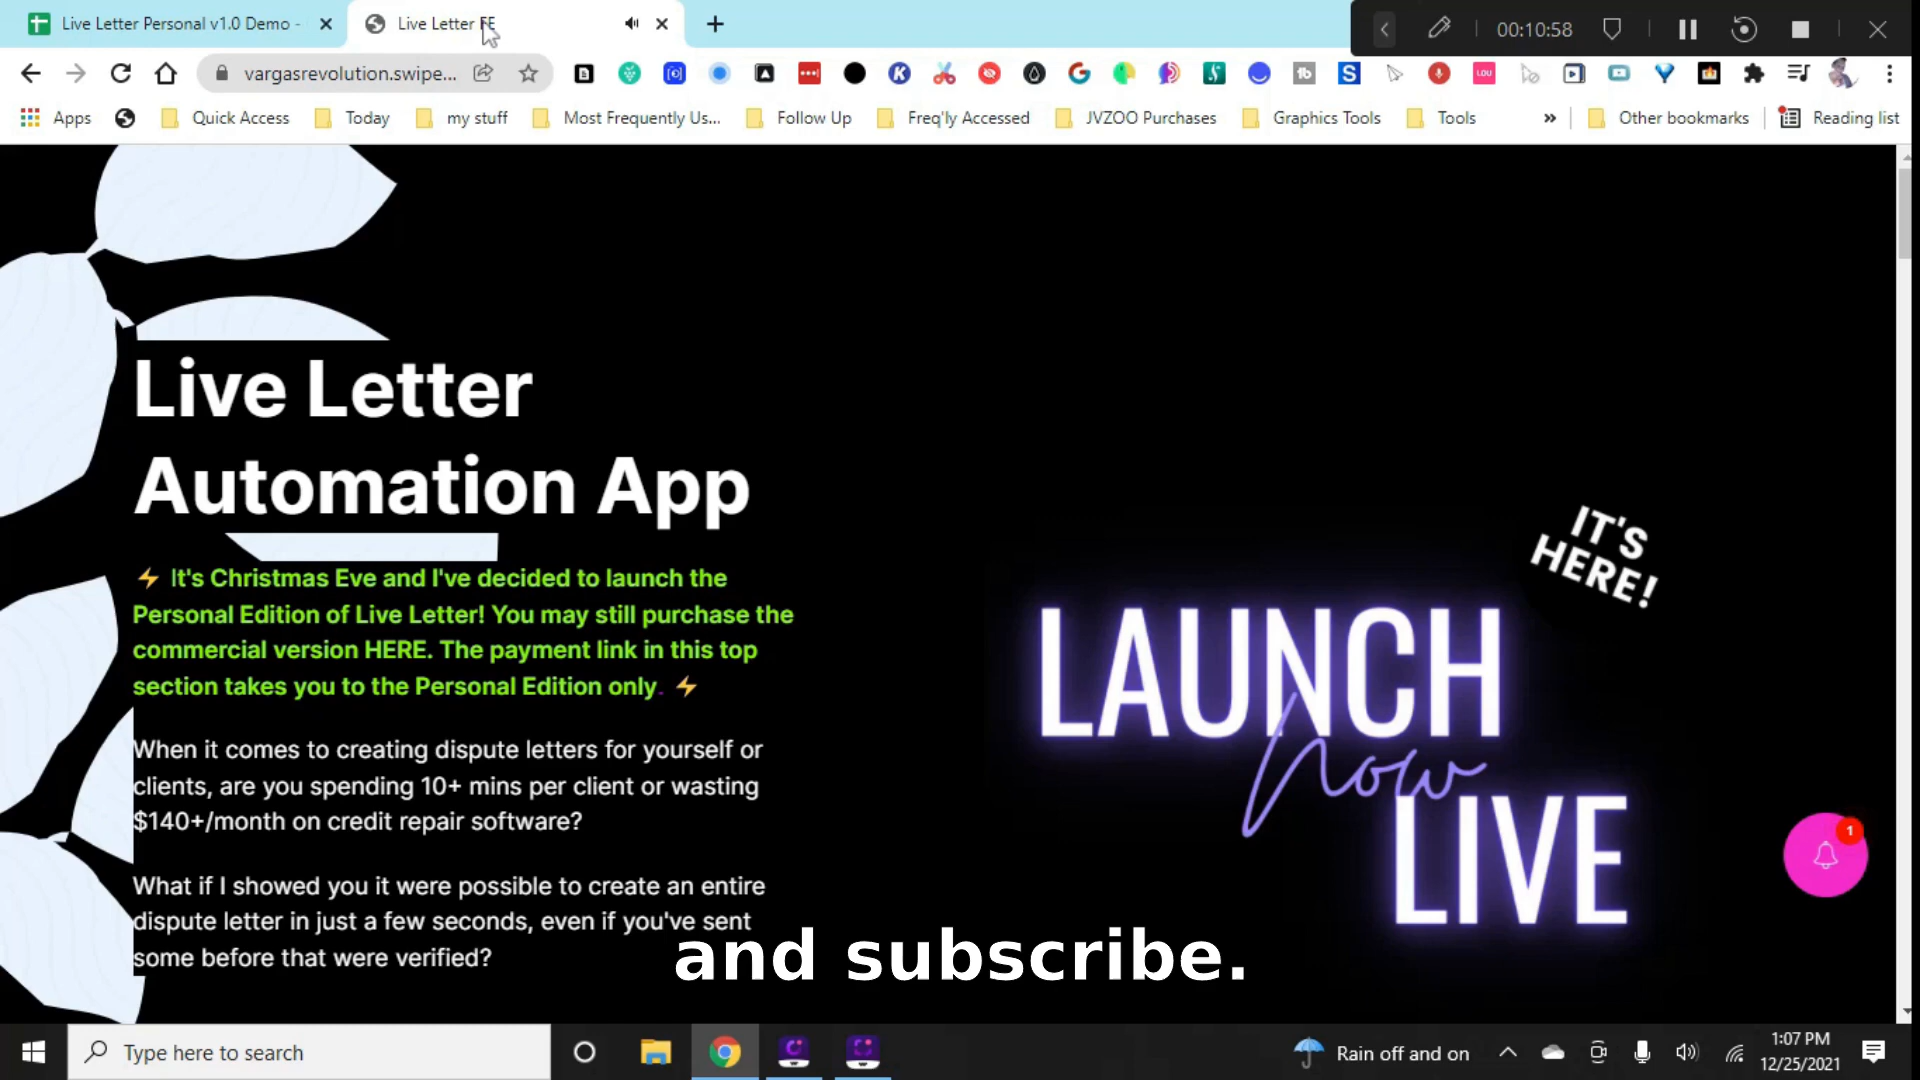 Live Letter Personal v1.0 Demo -
Live Letter FE
00:10:58
vargasrevolution.swipe...
Apps
Quick Access
Today
my stuff
Most Frequently Us...
Follow Up
Freq'ly Accessed
JVZOO Purchases
Graphics Tools
Tools
»
Other bookmarks
Reading list
Live Letter
Automation App
⚡ It's Christmas Eve and I've decided to launch the
Personal Edition of Live Letter! You may still purchase the
commercial version HERE. The payment link in this top
section takes you to the Personal Edition only. ⚡
When it comes to creating dispute letters for yourself or
clients, are you spending 10+ mins per client or wasting
$140+/month on credit repair software?
What if I showed you it were possible to create an entire
dispute letter in just a few seconds, even if you've sent
some before that were verified?
IT'S
HERE!
LAUNCH
now
LIVE
1
and subscribe.
Type here to search
Rain off and on
1:07 PM
12/25/2021